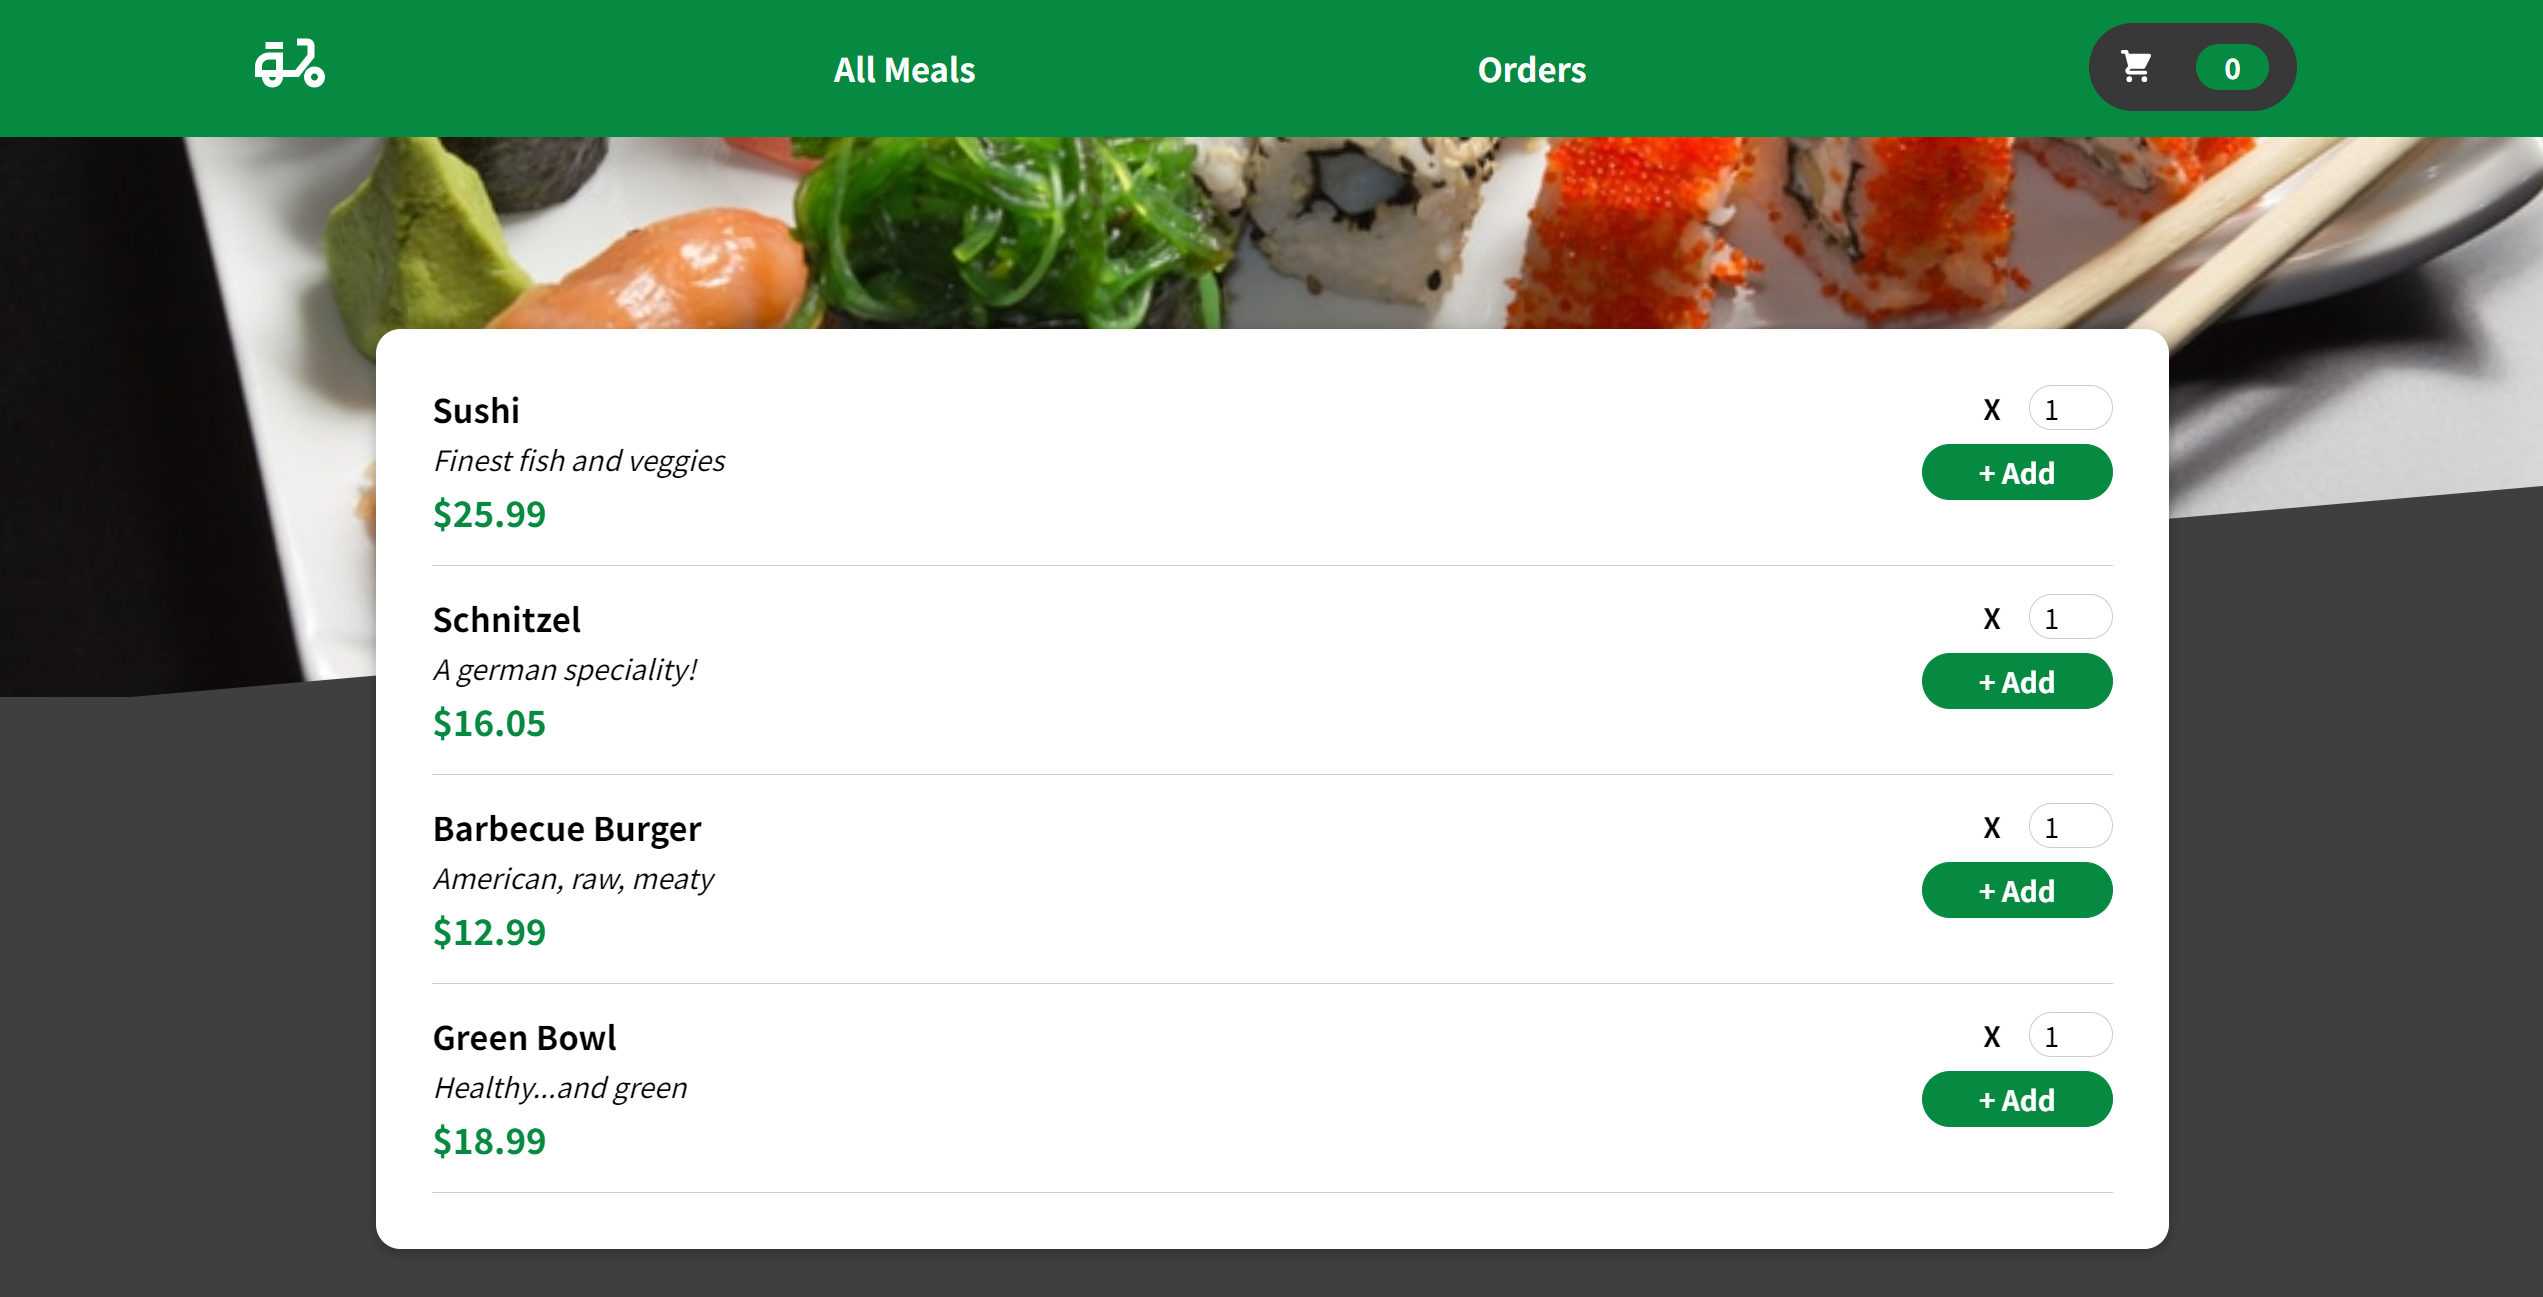 All Meals
Orders
0
Sushi
Finest fish and veggies
$25.99
X 1
+ Add
Schnitzel
A german speciality!
$16.05
X 1
+ Add
Barbecue Burger
American, raw, meaty
$12.99
X 1
+ Add
Green Bowl
Healthy...and green
$18.99
X 1
+ Add